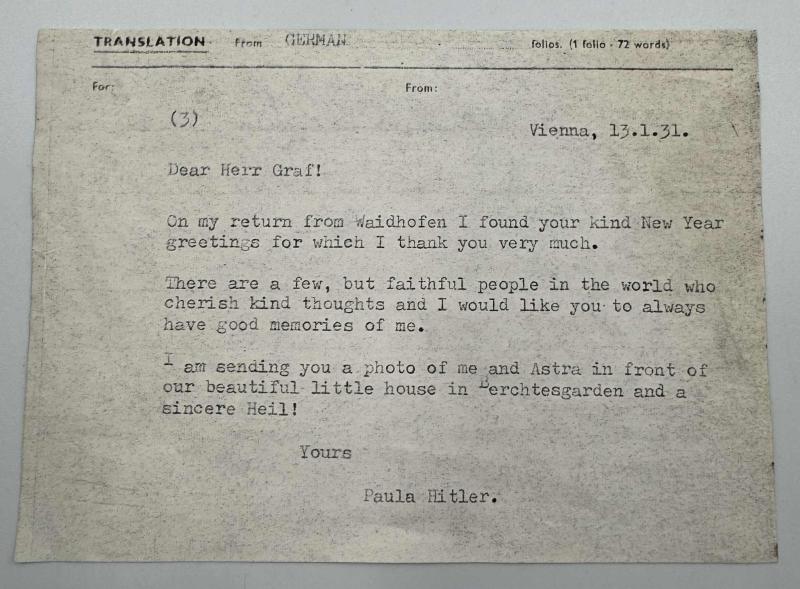 TRANSLATION From GERMAN folios. (1 folio - 72 words)
For: From:
(3)
Vienna, 13.1.31.
Dear Herr Graf!
On my return from Waidhofen I found your kind New Year
greetings for which I thank you very much.
There are a few, but faithful people in the world who
cherish kind thoughts and I would like you to always
have good memories of me.
I am sending you a photo of me and Astra in front of
our beautiful little house in Berchtesgarden and a
sincere Heil!
Yours
Paula Hitler.